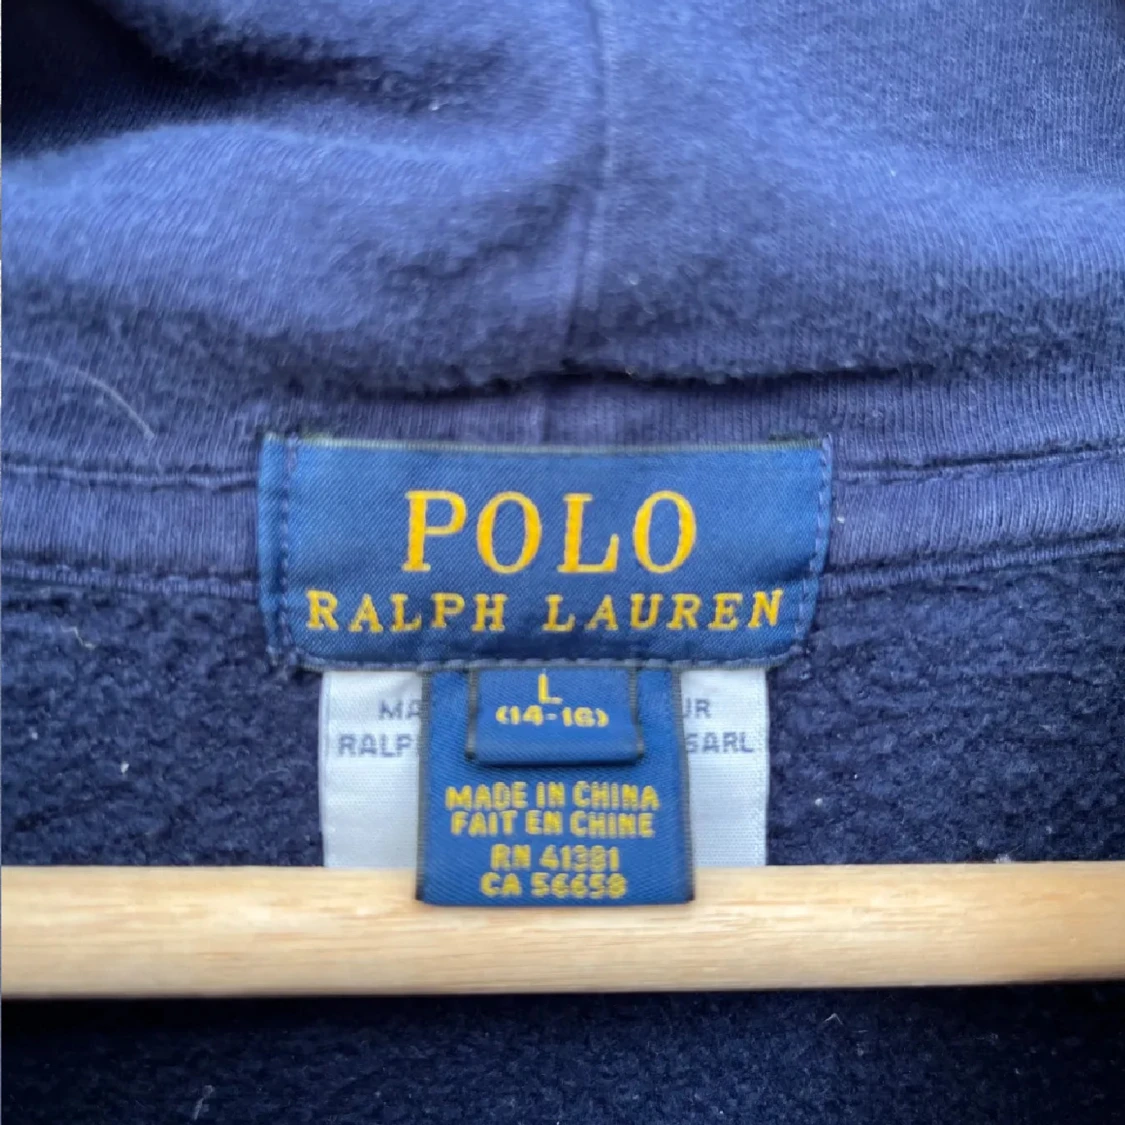 POLO
RALPH LAUREN
L
(14-16)
MADE IN CHINA
FAIT EN CHINE
RN 41381
CA 56658